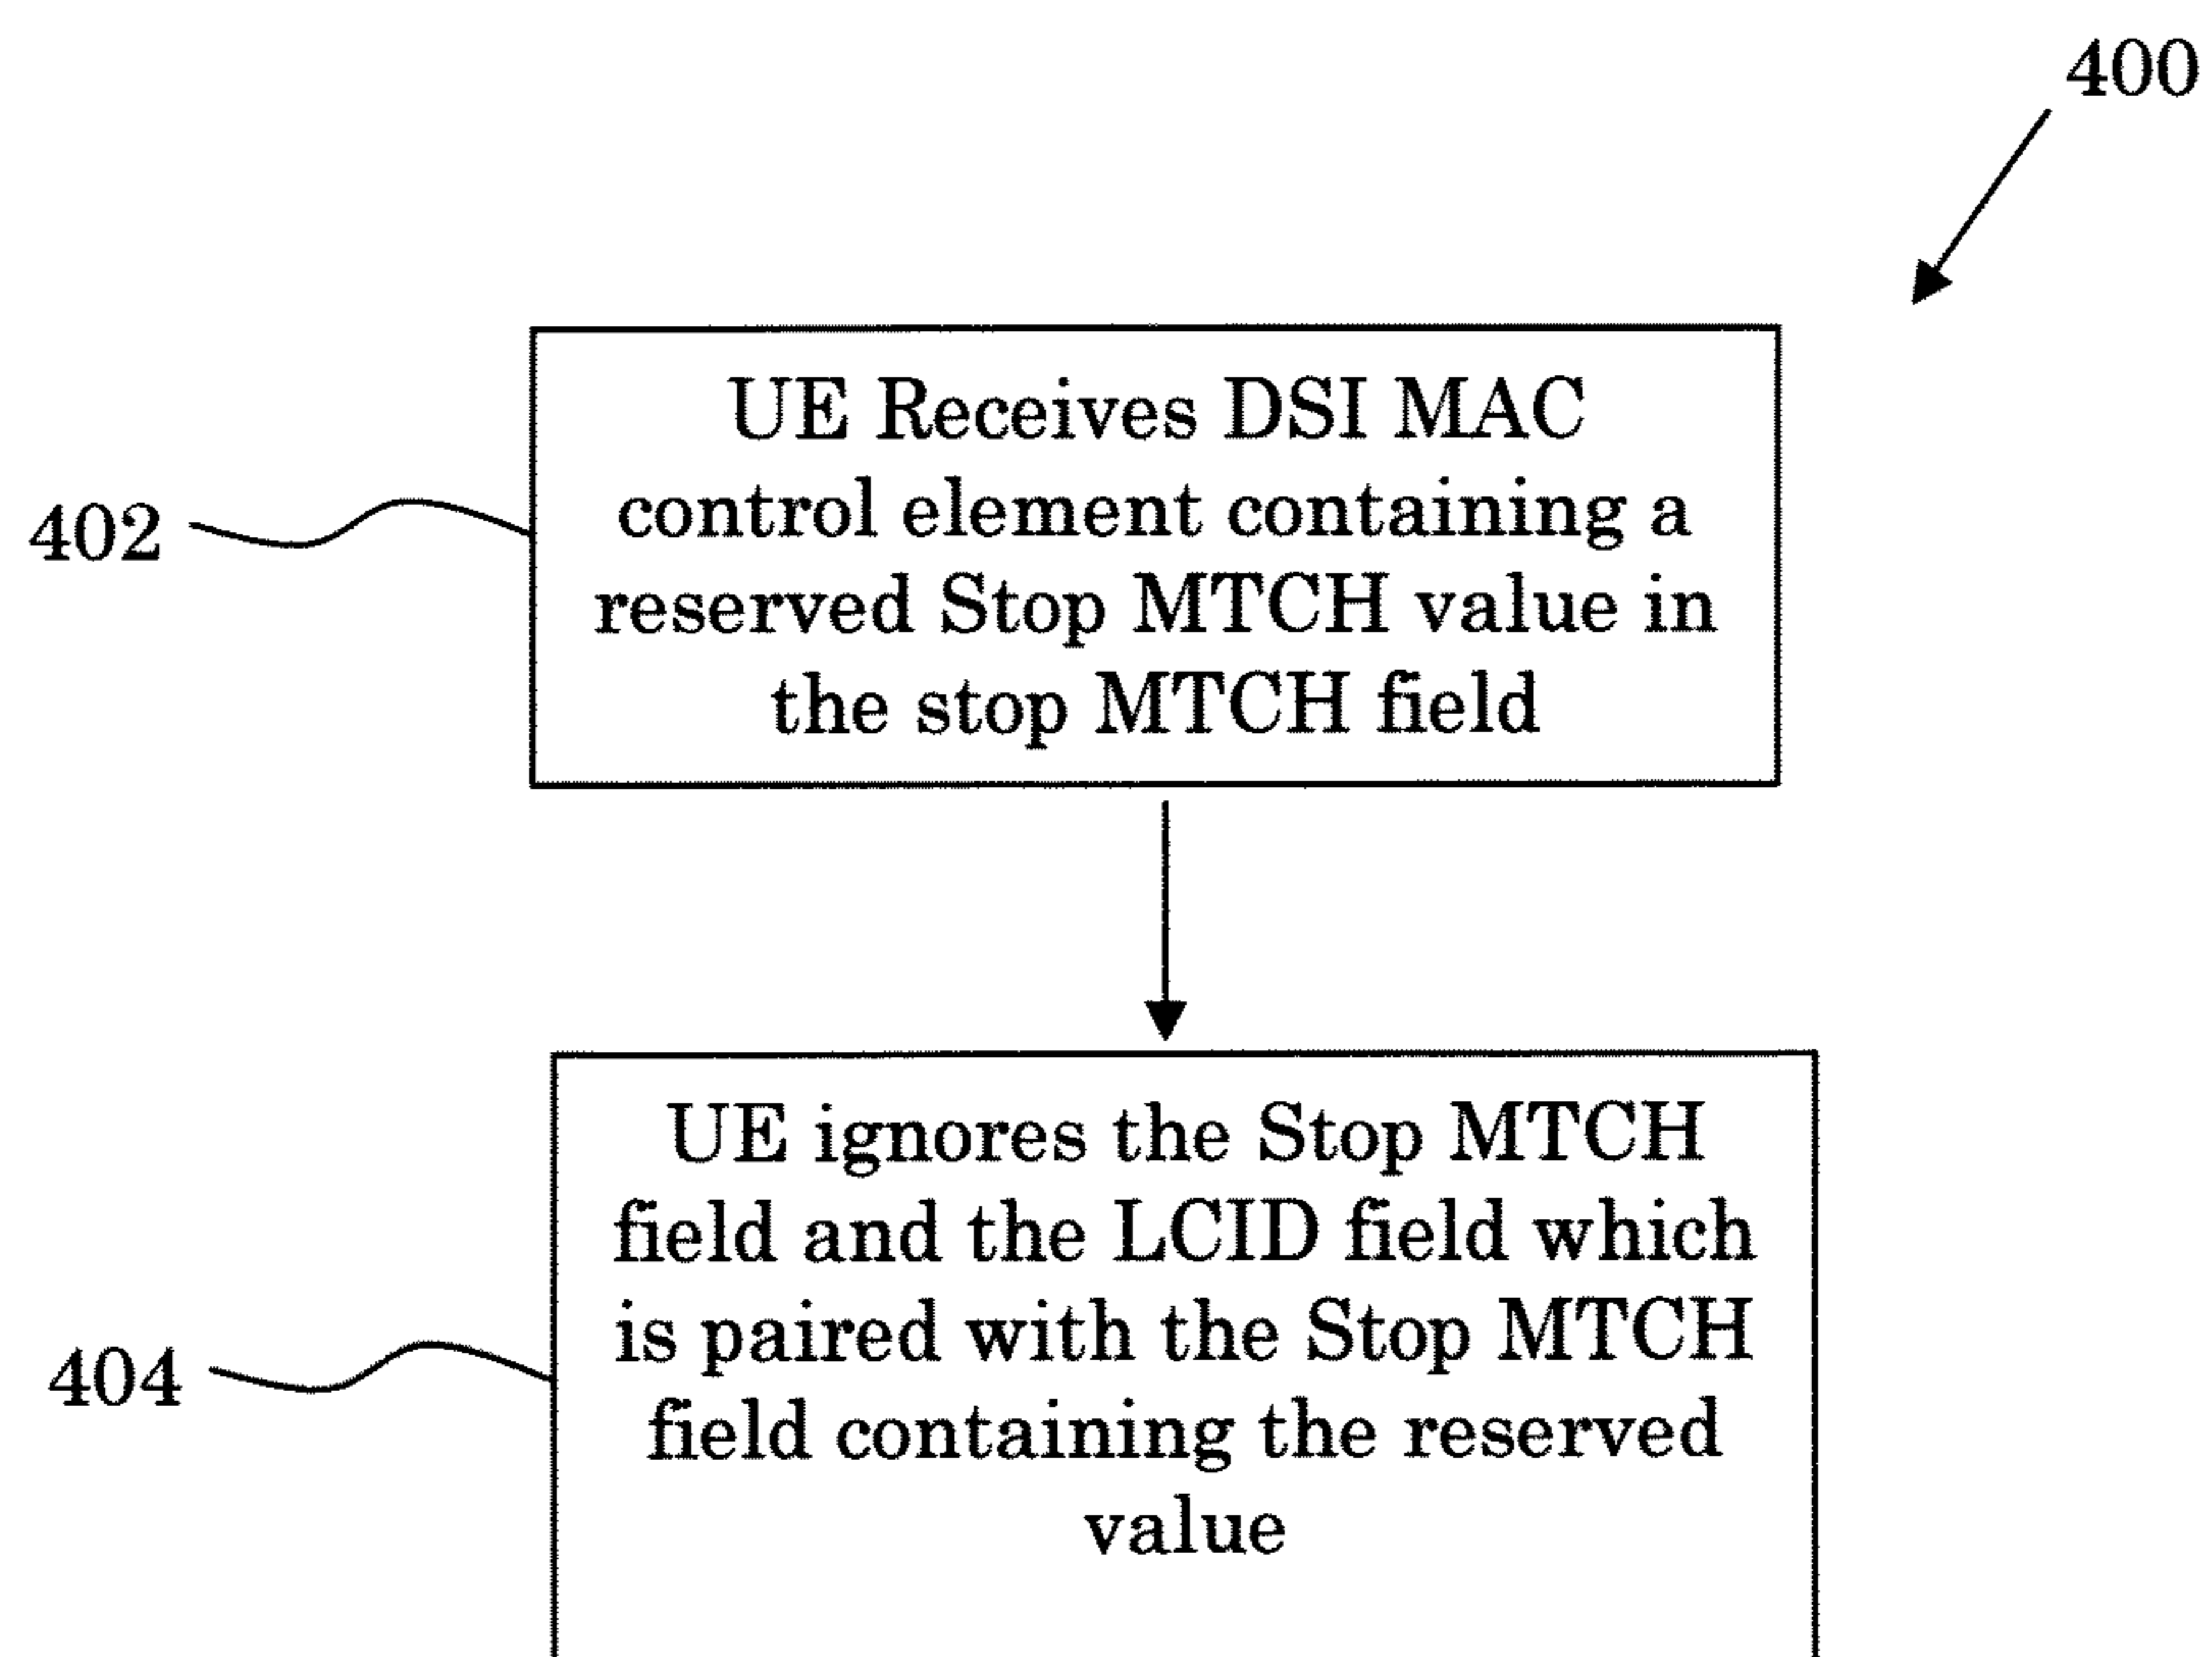 400
UE Receives DSI MAC
control element containing a
reserved Stop MTCH value in
the stop MTCH field
402
UE ignores the Stop MTCH
field and the LCID field which
is paired with the Stop MTCH
field containing the reserved
value
404